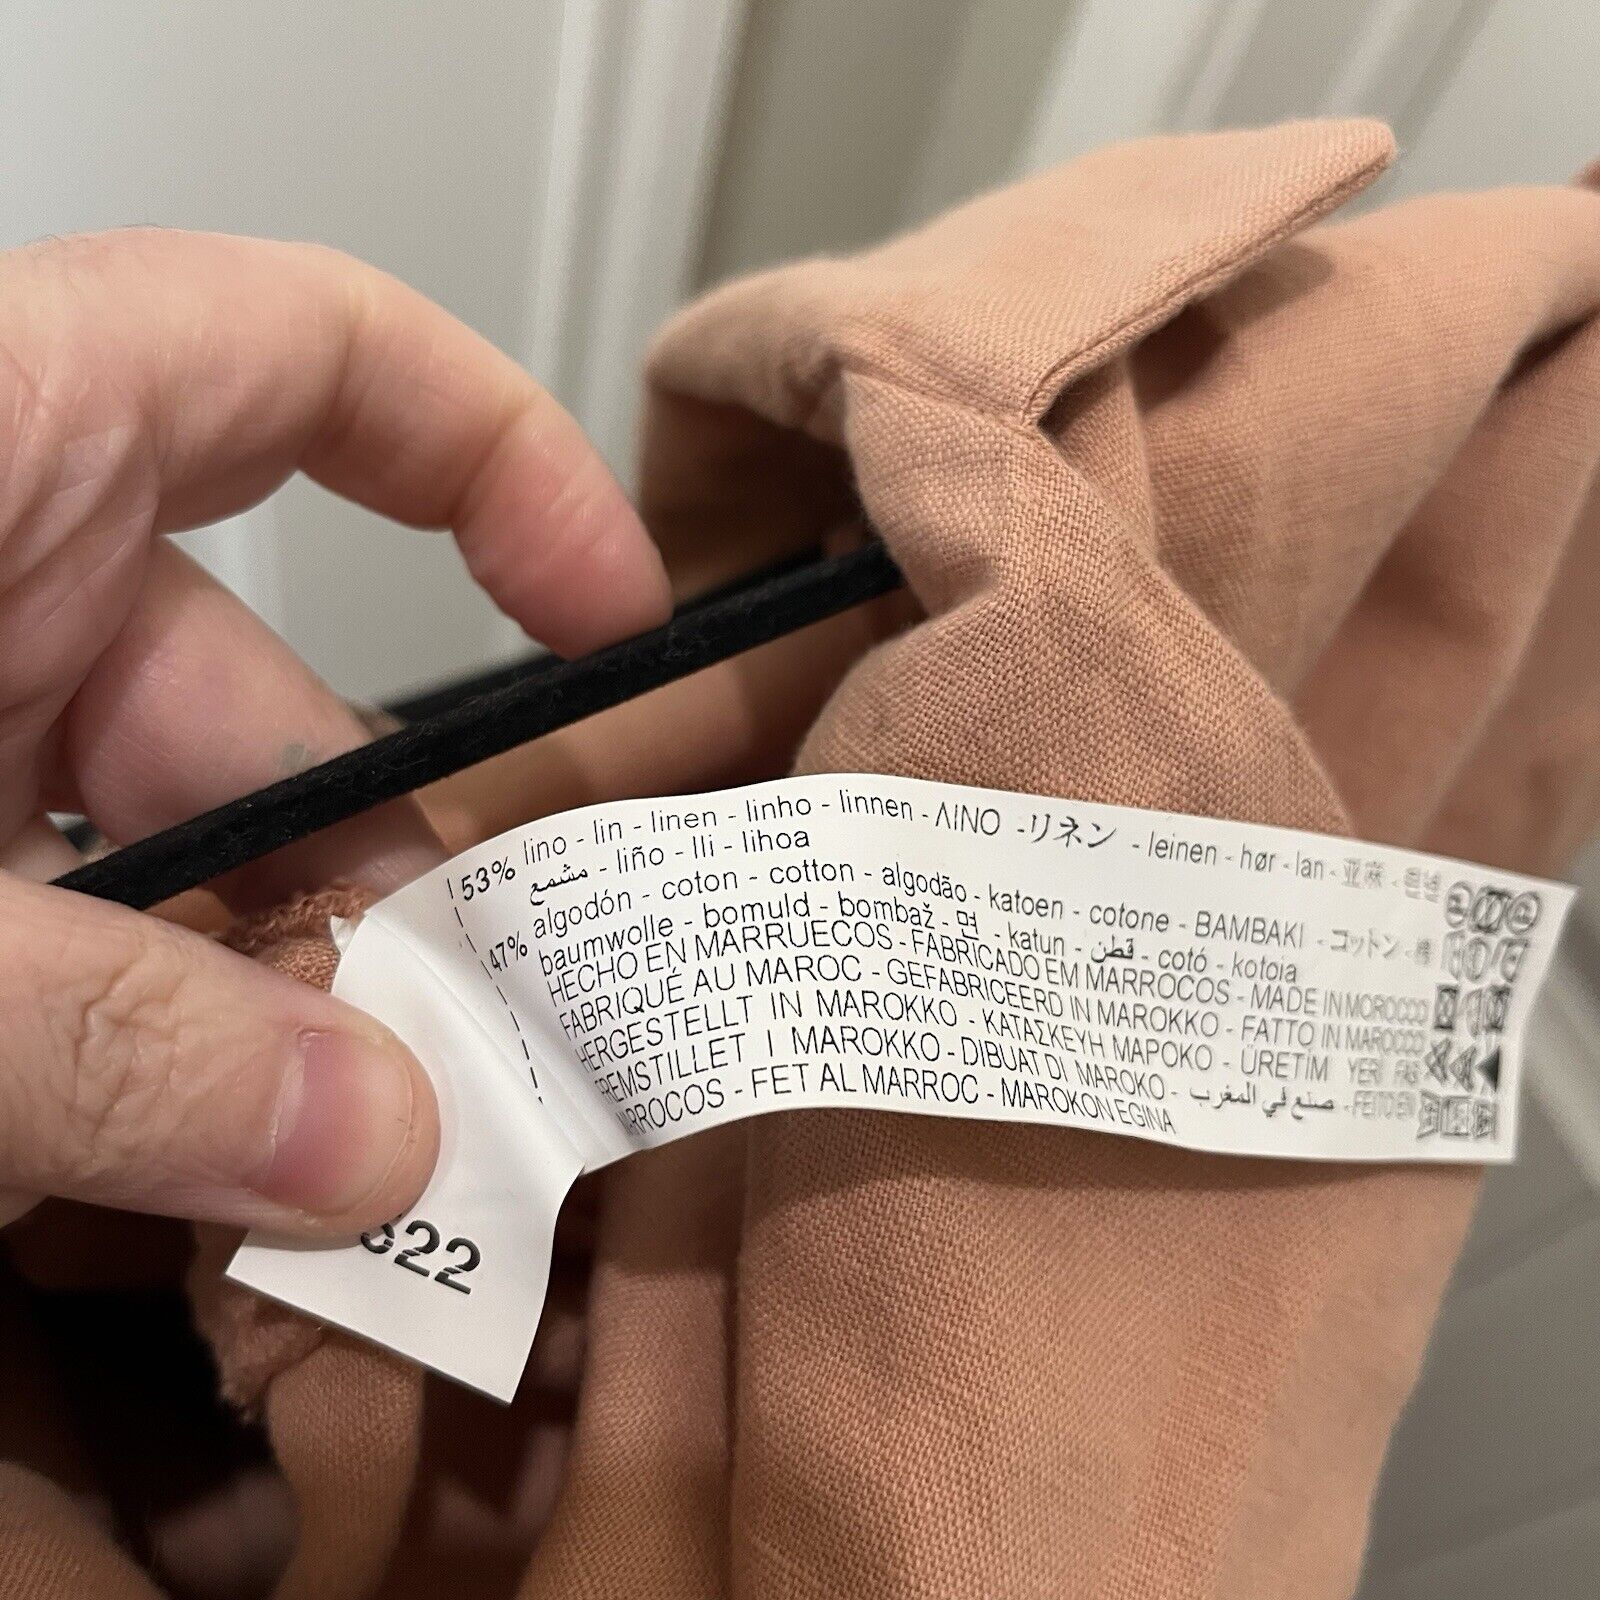 53% lino - lin - linen - linho - linnen - ΛΙΝΟ - リネン - leinen - hør - lan - 亚麻 -
مشمع - liño - lli - lihoa
47% algodón - coton - cotton - algodão - katoen - cotone - BAMBAKI - コットン - 棉
baumwolle - bomuld - bombaž - 면 - katun - قطن - cotó - kotoia
HECHO EN MARRUECOS - FABRICADO EM MARROCOS - MADE IN MOROCCO
FABRIQUÉ AU MAROC - GEFABRICEERD IN MAROKKO - FATTO IN MAROCCO
HERGESTELLT IN MAROKKO - ΚΑΤΑΣΚΕΥΗ ΜΑΡΟΚΟ - ÜRETİM YERİ FAS
FREMSTILLET I MAROKKO - DIBUAT DI MAROKO - صنع في المغرب - FEITO EN
MARROCOS - FET AL MARROC - MAROKON EGINA
622